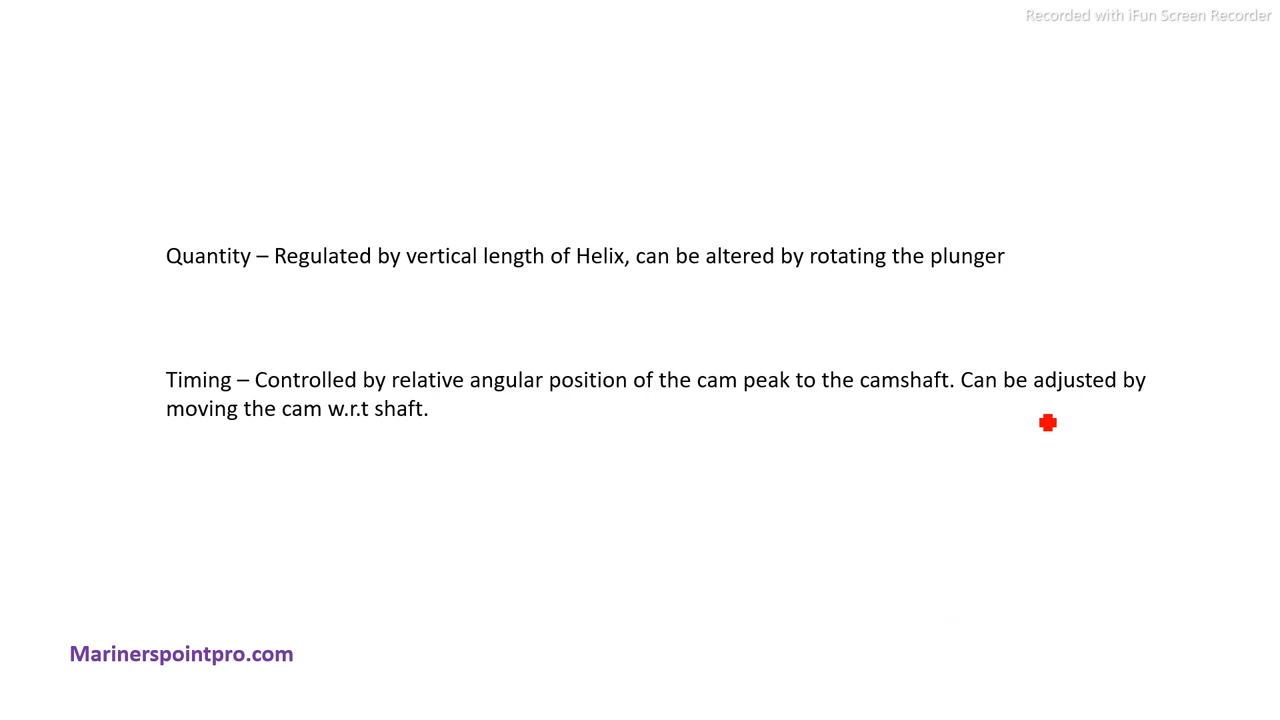 Recorded with iFun Screen Recorder
Quantity – Regulated by vertical length of Helix, can be altered by rotating the plunger
Timing – Controlled by relative angular position of the cam peak to the camshaft. Can be adjusted by
moving the cam w.r.t shaft.
Marinerspointpro.com